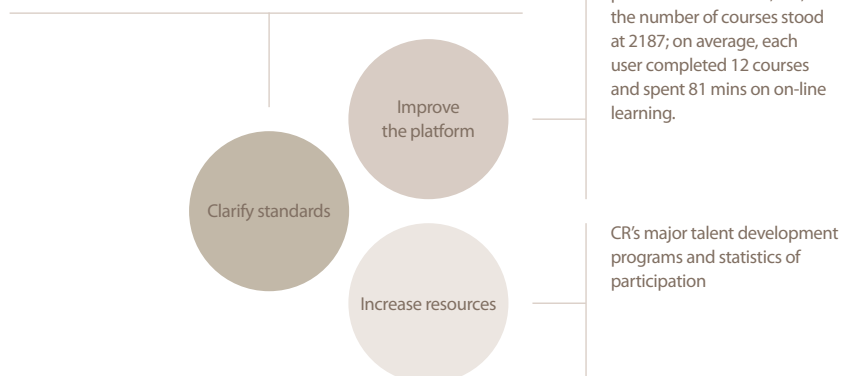 the number of courses stood
at 2187; on average, each
user completed 12 courses
and spent 81 mins on on-line
learning.
Improve
the platform
Clarify standards
CR's major talent development
programs and statistics of
participation
Increase resources